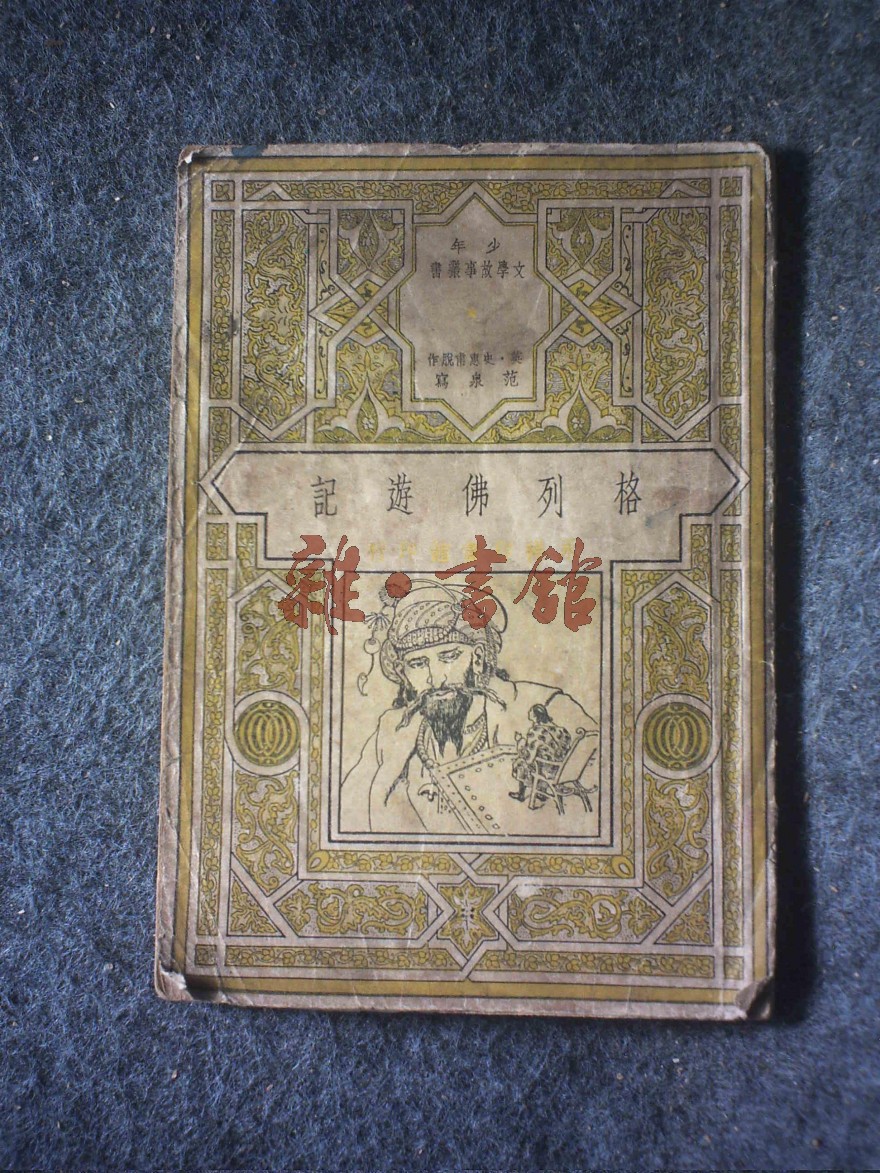 少年
文學故事叢書
英·史惠甫脫作
范泉寫
格列佛遊記
雜·書館